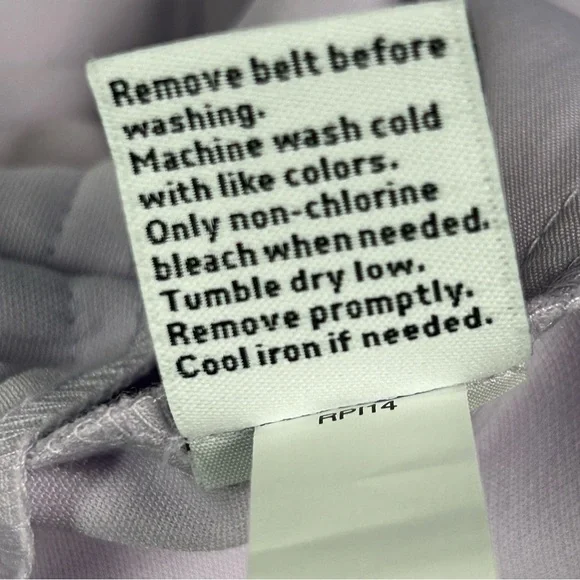 Remove belt before
washing.
Machine wash cold
with like colors.
Only non-chlorine
bleach when needed.
Tumble dry low.
Remove promptly.
Cool iron if needed.
RPI14